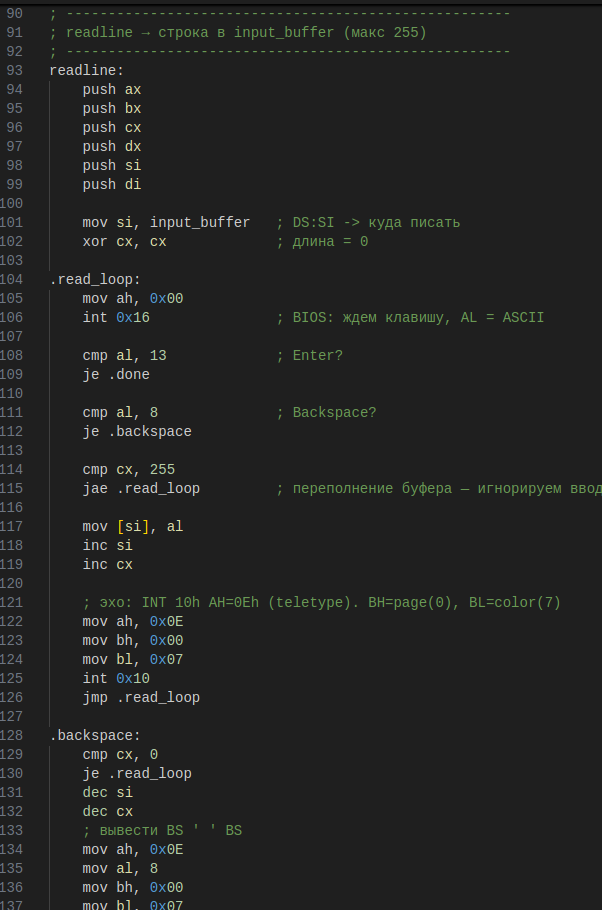 90 ; -----------------------------------------------------
91 ; readline → строка в input_buffer (макс 255)
92 ; -----------------------------------------------------
93 readline:
94     push ax
95     push bx
96     push cx
97     push dx
98     push si
99     push di
100
101     mov si, input_buffer   ; DS:SI -> куда писать
102     xor cx, cx             ; длина = 0
103
104 .read_loop:
105     mov ah, 0x00
106     int 0x16               ; BIOS: ждем клавишу, AL = ASCII
107
108     cmp al, 13             ; Enter?
109     je .done
110
111     cmp al, 8              ; Backspace?
112     je .backspace
113
114     cmp cx, 255
115     jae .read_loop         ; переполнение буфера — игнорируем ввод
116
117     mov [si], al
118     inc si
119     inc cx
120
121     ; эхо: INT 10h AH=0Eh (teletype). BH=page(0), BL=color(7)
122     mov ah, 0x0E
123     mov bh, 0x00
124     mov bl, 0x07
125     int 0x10
126     jmp .read_loop
127
128 .backspace:
129     cmp cx, 0
130     je .read_loop
131     dec si
132     dec cx
133     ; вывести BS ' ' BS
134     mov ah, 0x0E
135     mov al, 8
136     mov bh, 0x00
137     mov bl, 0x07